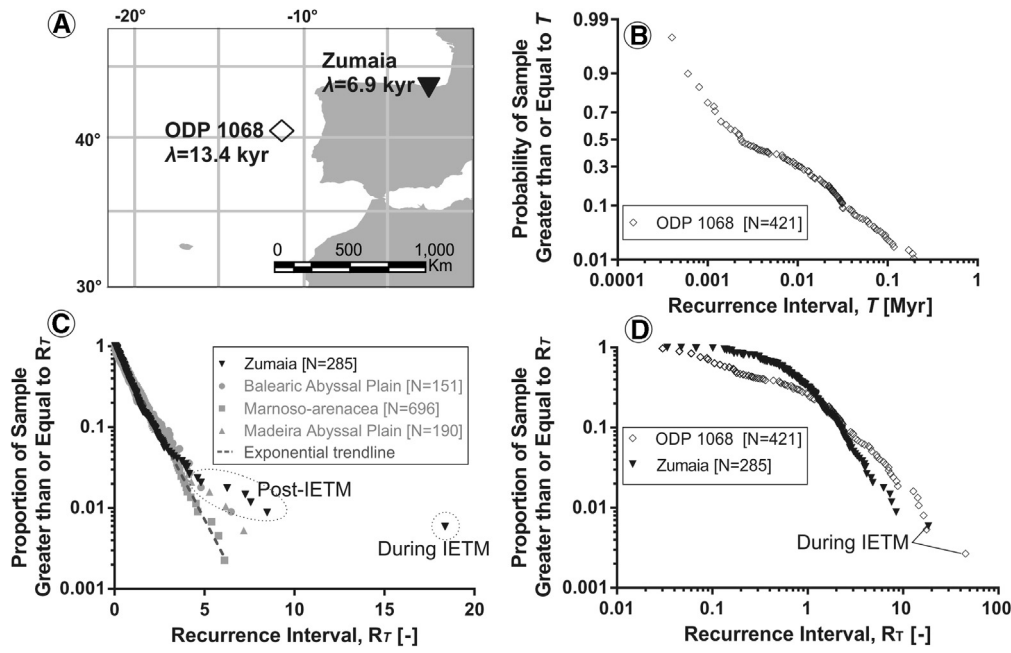 A
-20°
-10°
Zumaia
λ=6.9 kyr
ODP 1068
λ=13.4 kyr
40°
30°
0
500
1,000
Km
B
Probability of Sample
Greater than or Equal to T
0.99
0.9
0.7
0.5
0.3
0.1
0.01
ODP 1068 [N=421]
0.0001
0.001
0.01
0.1
1
Recurrence Interval, T [Myr]
C
Proportion of Sample
Greater than or Equal to RT
1
0.1
0.01
0.001
Zumaia [N=285]
Balearic Abyssal Plain [N=151]
Marnoso-arenacea [N=696]
Madeira Abyssal Plain [N=190]
Exponential trendline
Post-IETM
During IETM
0
5
10
15
20
Recurrence Interval, RT [-]
D
Proportion of Sample
Greater than or Equal to RT
1
0.1
0.01
0.001
ODP 1068 [N=421]
Zumaia [N=285]
During IETM
0.01
0.1
1
10
100
Recurrence Interval, RT [-]